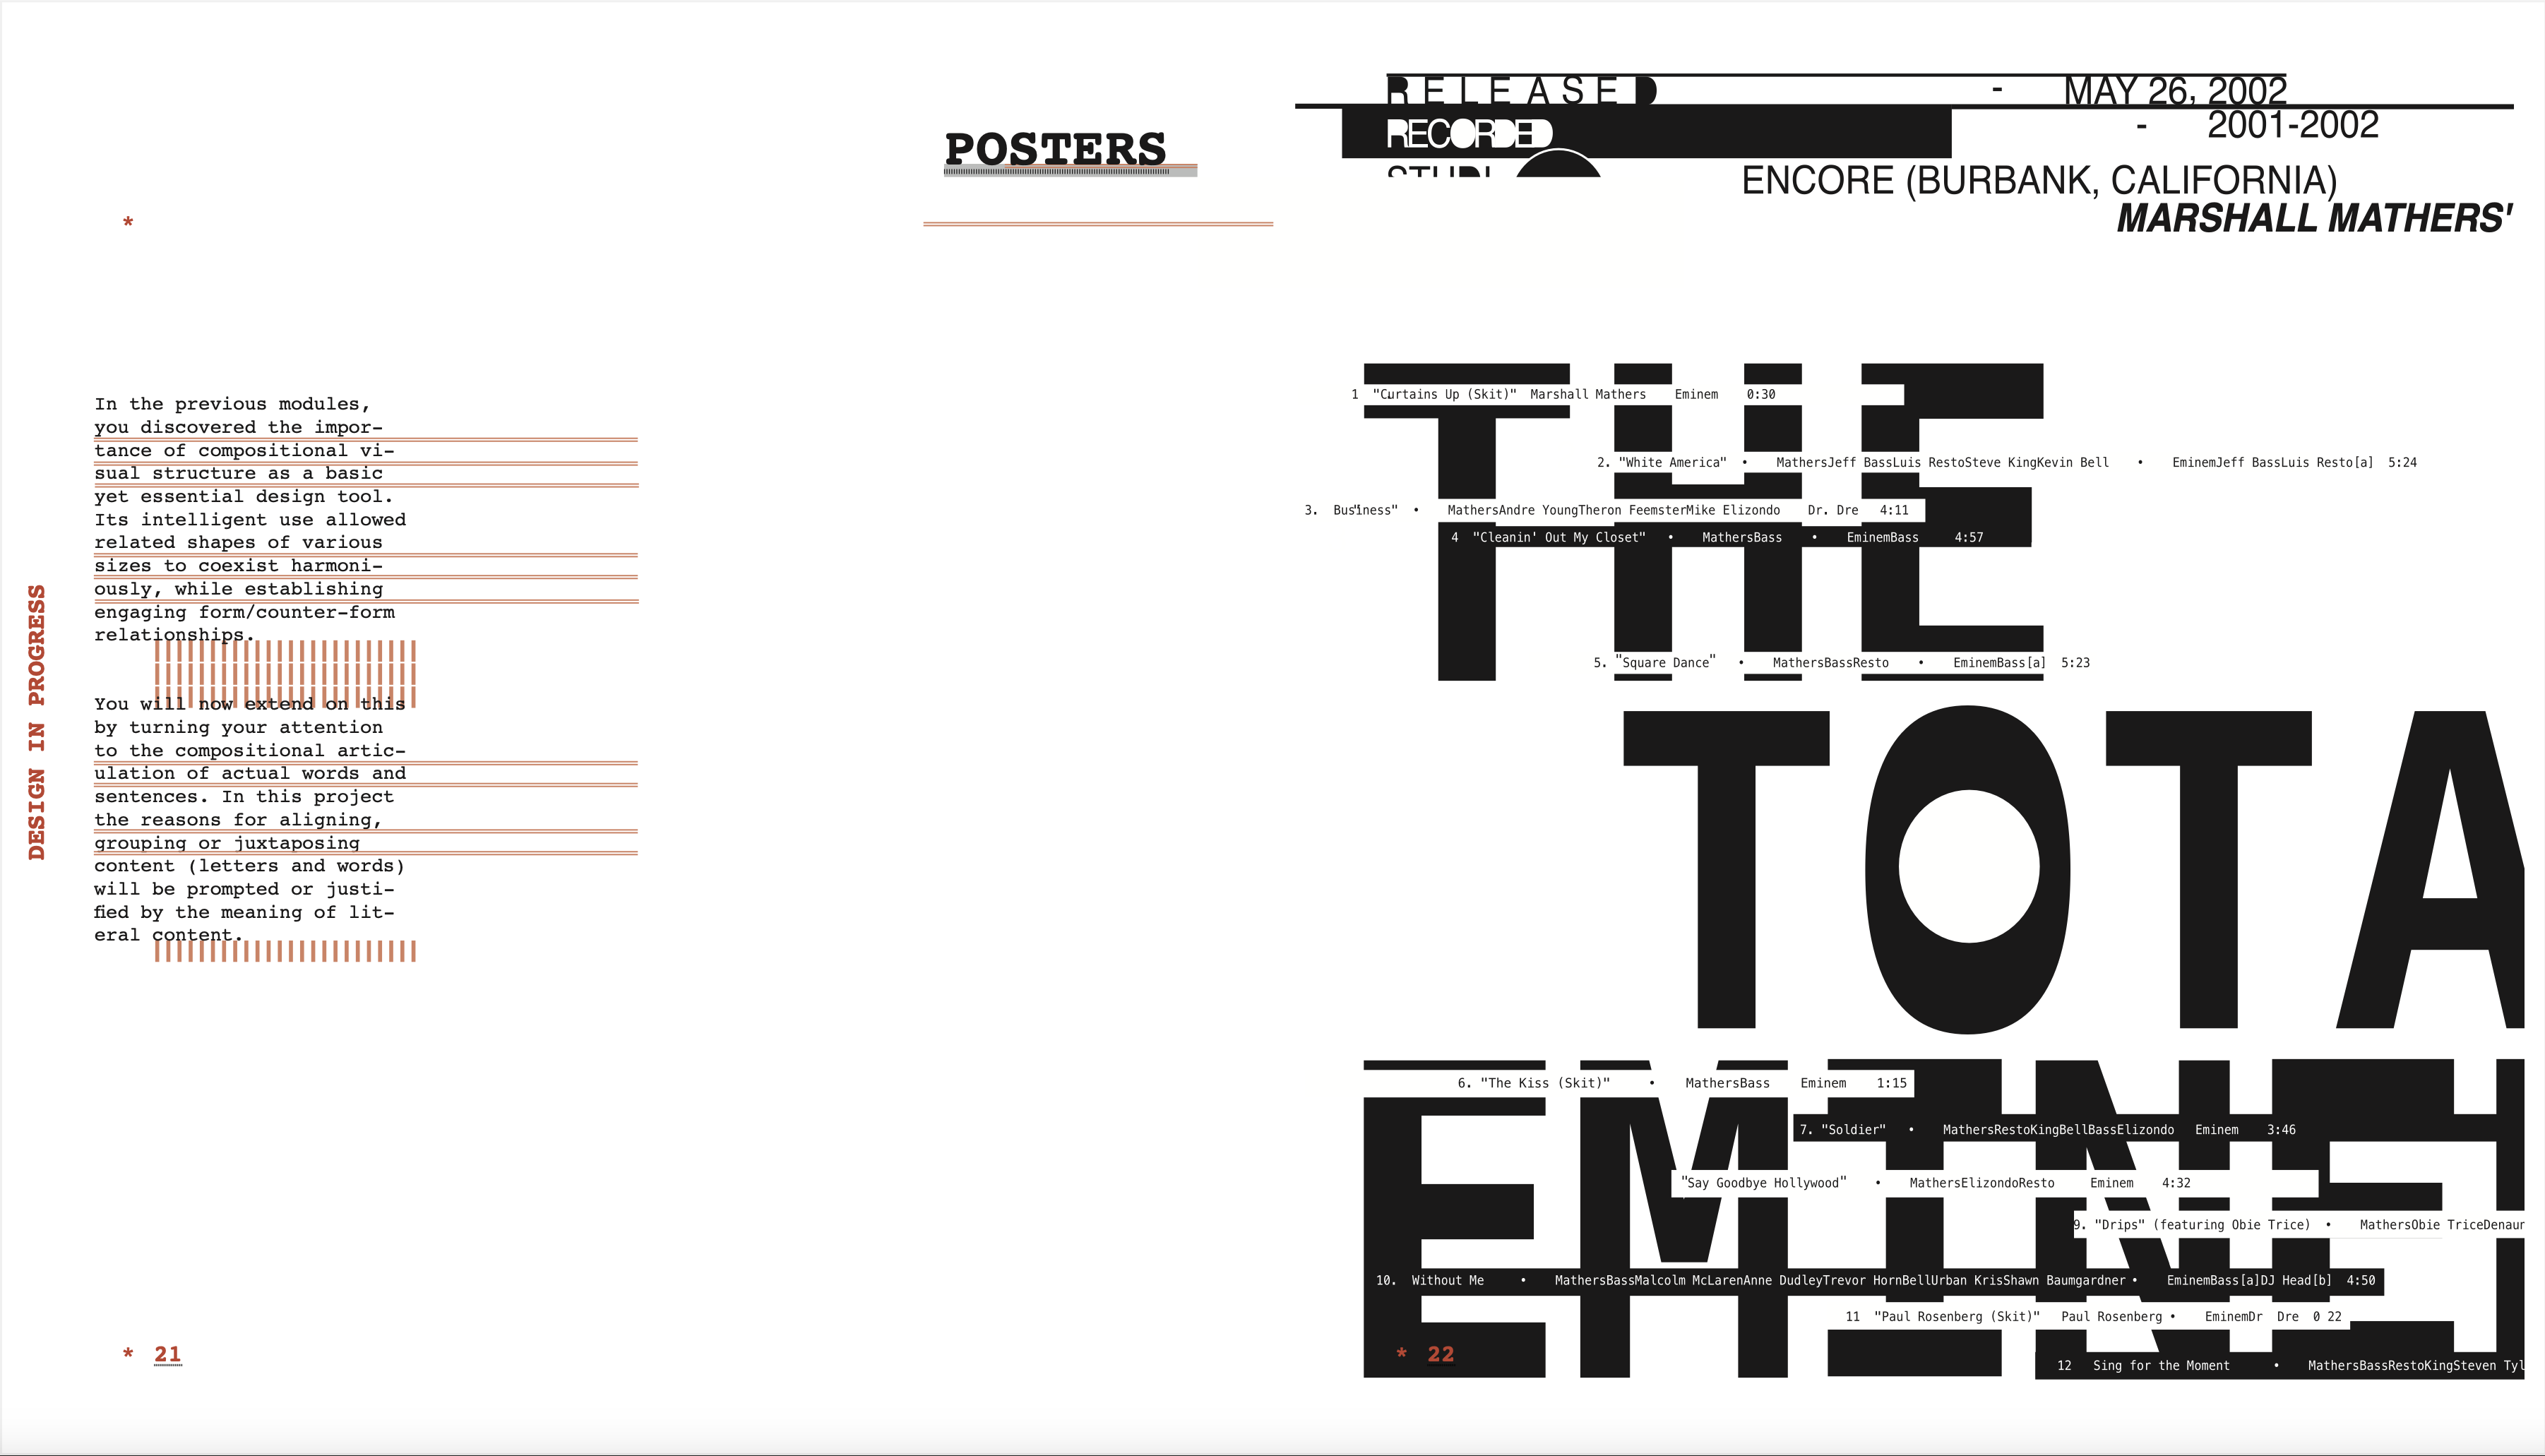 POSTERS
*
In the previous modules,
you discovered the impor-
tance of compositional vi-
sual structure as a basic
yet essential design tool.
Its intelligent use allowed
related shapes of various
sizes to coexist harmoni-
ously, while establishing
engaging form/counter-form
relationships.
You will now extend on this
by turning your attention
to the compositional artic-
ulation of actual words and
sentences. In this project
the reasons for aligning,
grouping or juxtaposing
content (letters and words)
will be prompted or justi-
fied by the meaning of lit-
eral content.
DESIGN IN PROGRESS
* 21
RELEASED - MAY 26, 2002
RECORDED - 2001-2002
ENCORE (BURBANK, CALIFORNIA)
MARSHALL MATHERS'
THE
1 "Curtains Up (Skit)" Marshall Mathers Eminem 0:30
2. "White America" • MathersJeff BassLuis RestoSteve KingKevin Bell • EminemJeff BassLuis Resto[a] 5:24
3. Business" • MathersAndre YoungTheron FeemsterMike Elizondo Dr. Dre 4:11
4 "Cleanin' Out My Closet" • MathersBass • EminemBass 4:57
5. "Square Dance" • MathersBassResto • EminemBass[a] 5:23
TOTA
EMINE
6. "The Kiss (Skit)" • MathersBass Eminem 1:15
7. "Soldier" • MathersRestoKingBellBassElizondo Eminem 3:46
"Say Goodbye Hollywood" • MathersElizondoResto Eminem 4:32
9. "Drips" (featuring Obie Trice) • MathersObie TriceDenaun
10. Without Me • MathersBassMalcolm McLarenAnne DudleyTrevor HornBellUrban KrisShawn Baumgardner • EminemBass[a]DJ Head[b] 4:50
11 "Paul Rosenberg (Skit)" Paul Rosenberg • EminemDr Dre 0 22
12 Sing for the Moment • MathersBassRestoKingSteven Tyl
* 22